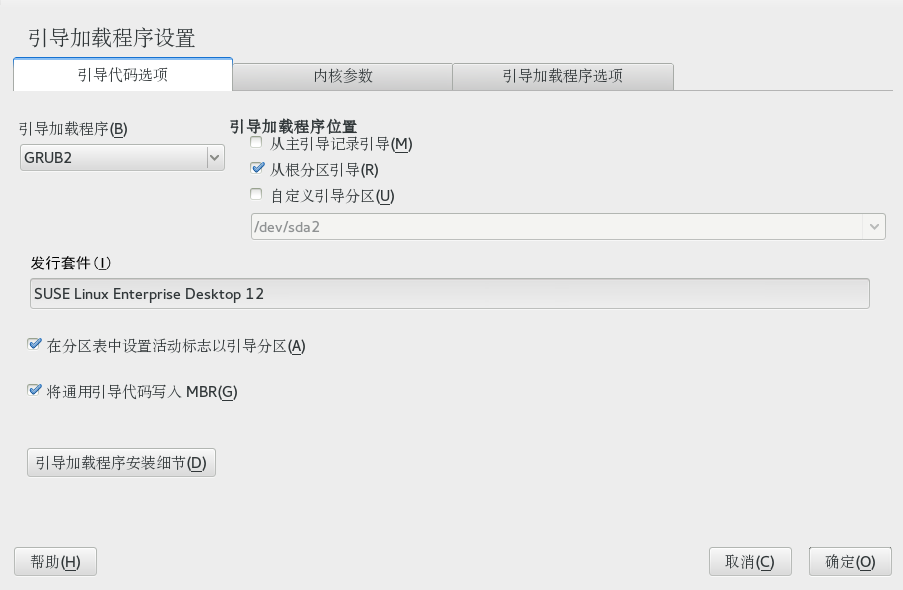 引导加载程序设置
引导代码选项
内核参数
引导加载程序选项
引导加载程序(B)
GRUB2
引导加载程序位置
从主引导记录引导(M)
从根分区引导(R)
自定义引导分区(U)
/dev/sda2
发行套件(I)
SUSE Linux Enterprise Desktop 12
在分区表中设置活动标志以引导分区(A)
将通用引导代码写入 MBR(G)
引导加载程序安装细节(D)
帮助(H)
取消(C)
确定(O)